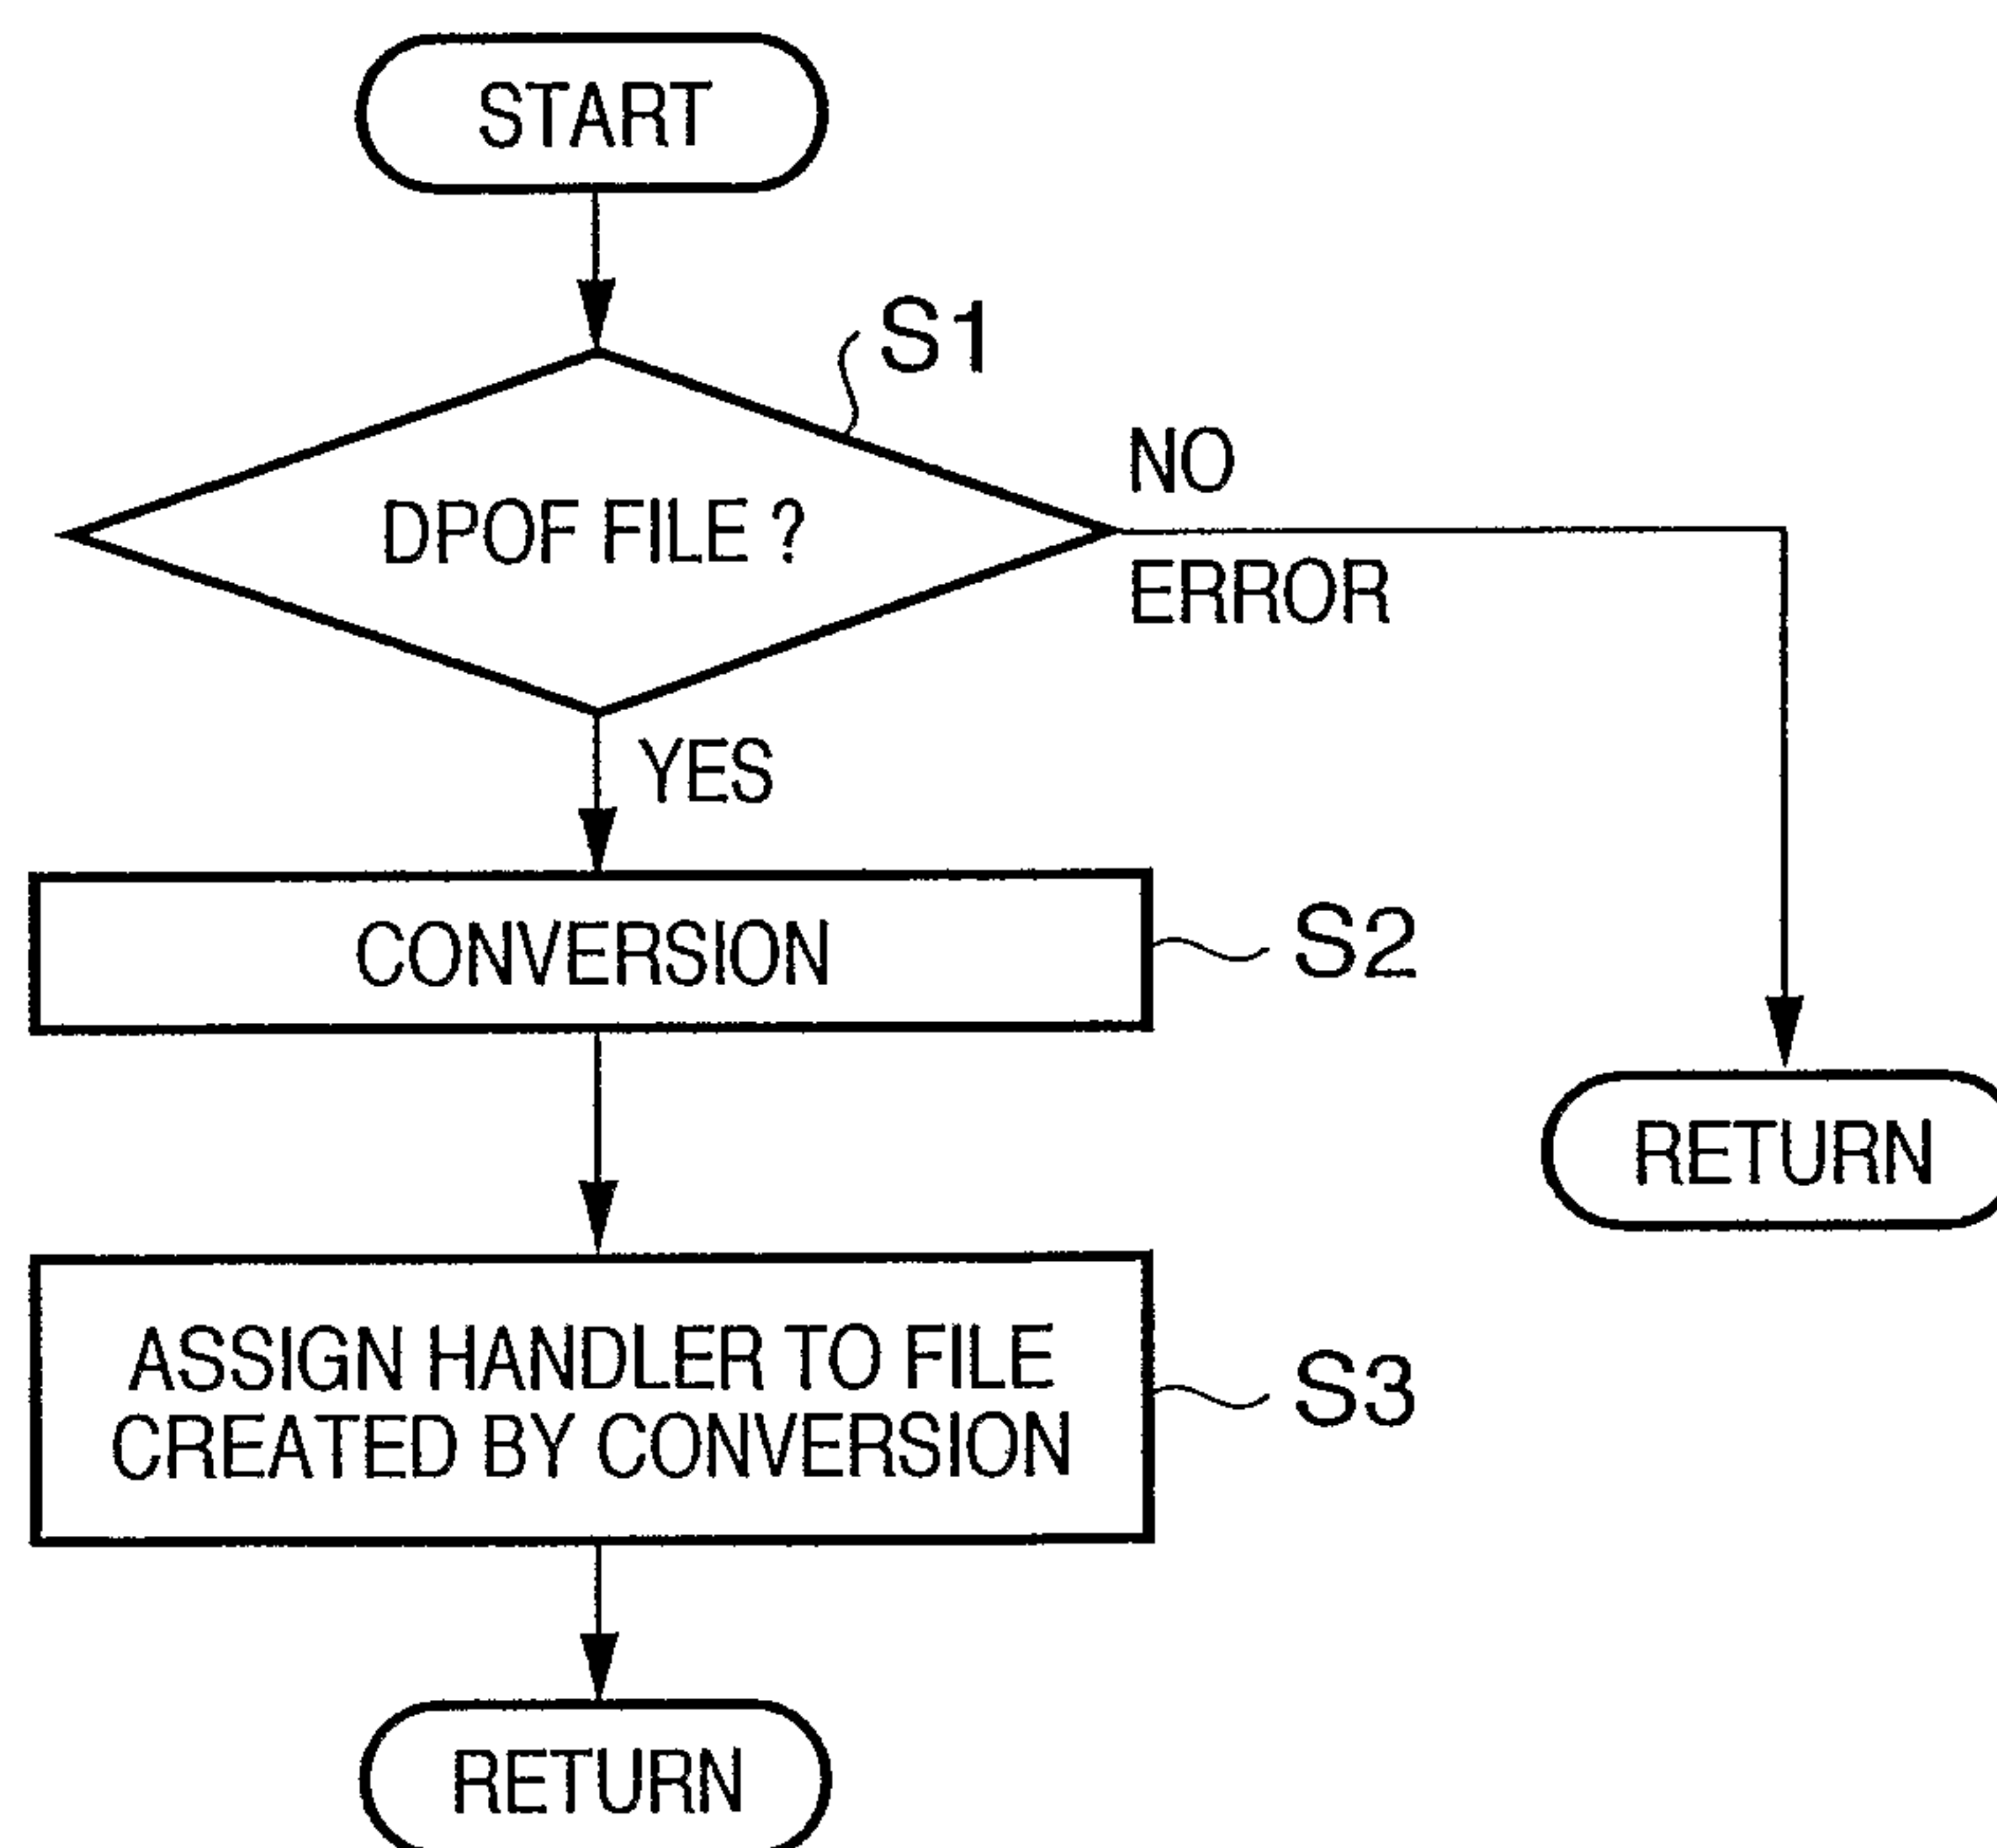 START
S1
DPOF FILE ?
NO
ERROR
YES
CONVERSION
S2
RETURN
ASSIGN HANDLER TO FILE
CREATED BY CONVERSION
S3
RETURN